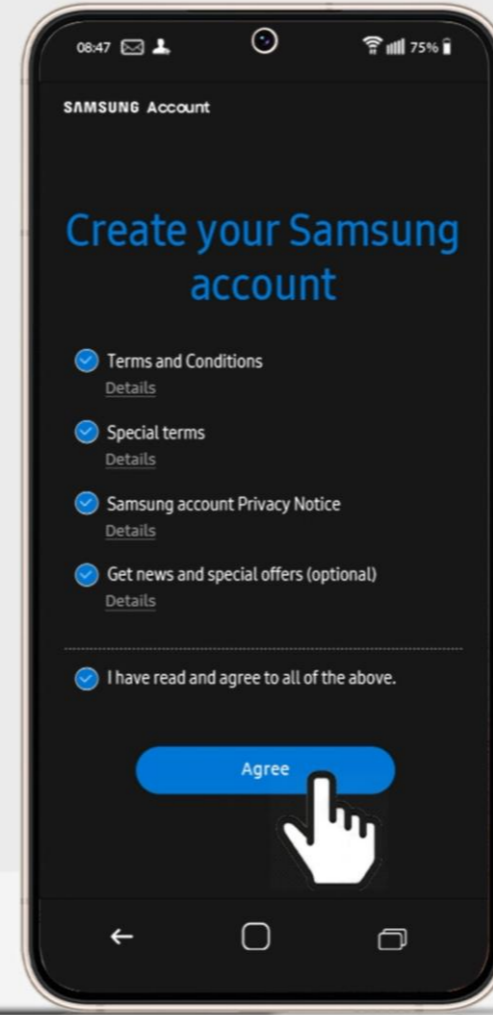 08:47
75%
SAMSUNG Account
Create your Samsung
account
Terms and Conditions
Details
Special terms
Details
Samsung account Privacy Notice
Details
Get news and special offers (optional)
Details
I have read and agree to all of the above.
Agree